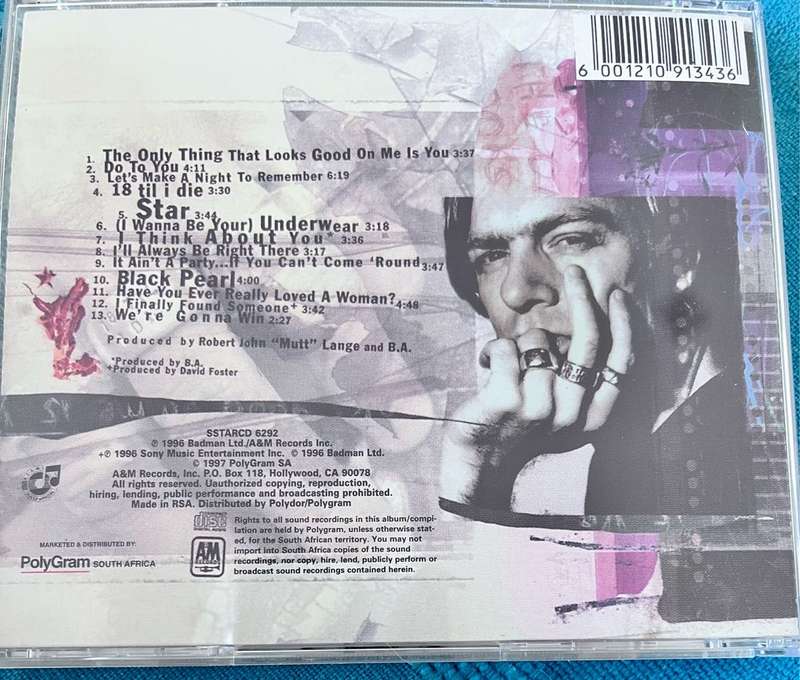 6 001210 913436
1. The Only Thing That Looks Good On Me Is You 3:37
2. Do To You 4:11
3. Let's Make A Night To Remember 6:19
4. 18 til i die 3:30
5. Star 3:44
6. (I Wanna Be Your) Underwear 3:18
7. I Think About You* 3:36
8. I'll Always Be Right There 3:17
9. It Ain't A Party...If You Can't Come 'Round 3:47
10. Black Pearl 4:00
11. Have You Ever Really Loved A Woman? 4:48
12. I Finally Found Someone+ 3:42
13. We're Gonna Win 2:27
Produced by Robert John "Mutt" Lange and B.A.
*Produced by B.A.
+Produced by David Foster
SSTARCD 6292
℗ 1996 Badman Ltd./A&M Records Inc.
+℗ 1996 Sony Music Entertainment Inc. © 1996 Badman Ltd.
© 1997 PolyGram SA
A&M Records, Inc. P.O. Box 118, Hollywood, CA 90078
All rights reserved. Uauthorized copying, reproduction,
hiring, lending, public performance and broadcasting prohibited.
Made in RSA. Distributed by Polydor/Polygram
disc
DIGITAL AUDIO
Rights to all sound recordings in this album/compi-
lation are held by Polygram, unless otherwise stat-
ed, for the South African territory. You may not
import into South Africa copies of the sound
recordings, nor copy, hire, lend, publicly perform or
broadcast sound recordings contained herein.
MARKETED & DISTRIBUTED BY:
PolyGram SOUTH AFRICA
AM
RECORDS